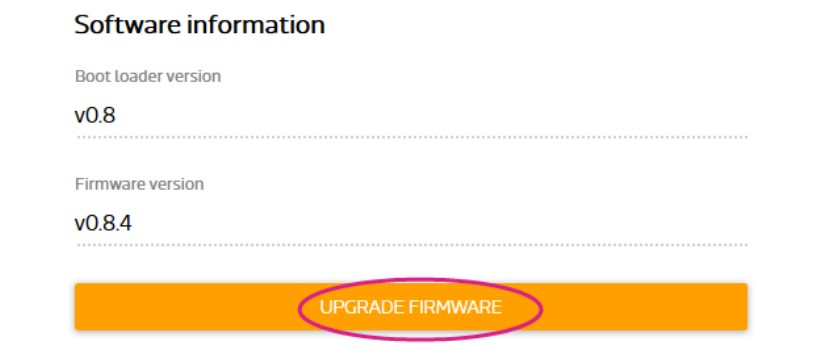 Software information
Boot loader version
v0.8
Firmware version
v0.8.4
UPGRADE FIRMWARE